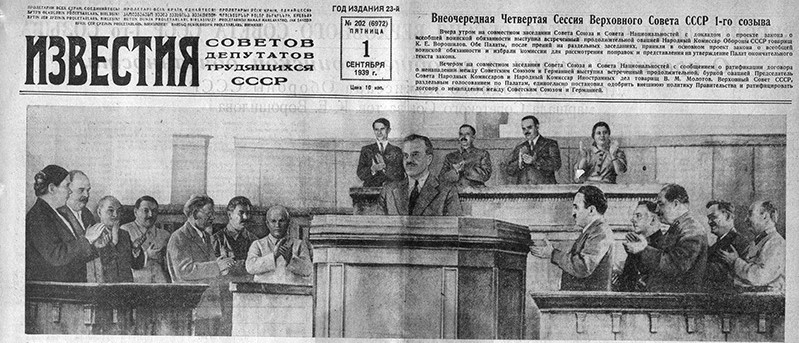 ИЗВЕСТИЯ
СОВЕТОВ
ДЕПУТАТОВ
ТРУДЯЩИХСЯ
СССР
ГОД ИЗДАНИЯ 23-й
№ 202 (6972)
ПЯТНИЦА
1
СЕНТЯБРЯ
1939 г.
Цена 10 коп.
Внеочередная Четвертая Сессия Верховного Совета СССР 1-го созыва
Вчера утром на совместном заседании Совета Союза и Совета Национальностей с докладом о проекте закона о
всеобщей воинской обязанности выступил встреченный продолжительной овацией Народный Комиссар Обороны СССР товарищ
К. Е. Ворошилов. Обе Палаты, после прений на раздельных заседаниях, приняли в основном проект закона о всеобщей
воинской обязанности и избрали комиссии для рассмотрения поправок и представления на утверждение Палат окончательного
текста закона.
Вечером на совместном заседании Совета Союза и Совета Национальностей с сообщением о ратификации договора
о ненападении между Советским Союзом и Германией выступил встреченный продолжительной, бурной овацией Председатель
Совета Народных Комиссаров и Народный Комиссар Иностранных дел товарищ В. М. Молотов. Верховный Совет СССР,
раздельным голосованием по Палатам, единогласно постановил одобрить внешнюю политику Правительства и ратифицировать
договор о ненападении между Советским Союзом и Германией.